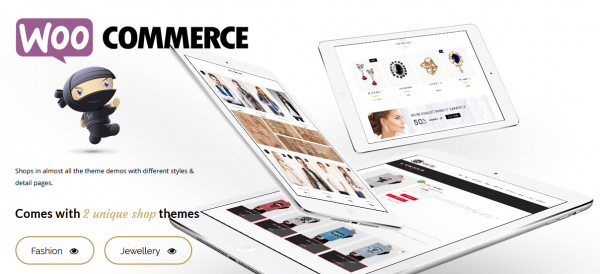 WOO COMMERCE
Shops in almost all the theme demos with different styles &
detail pages.
Comes with 2 unique shop themes
Fashion
Jewellery
50%